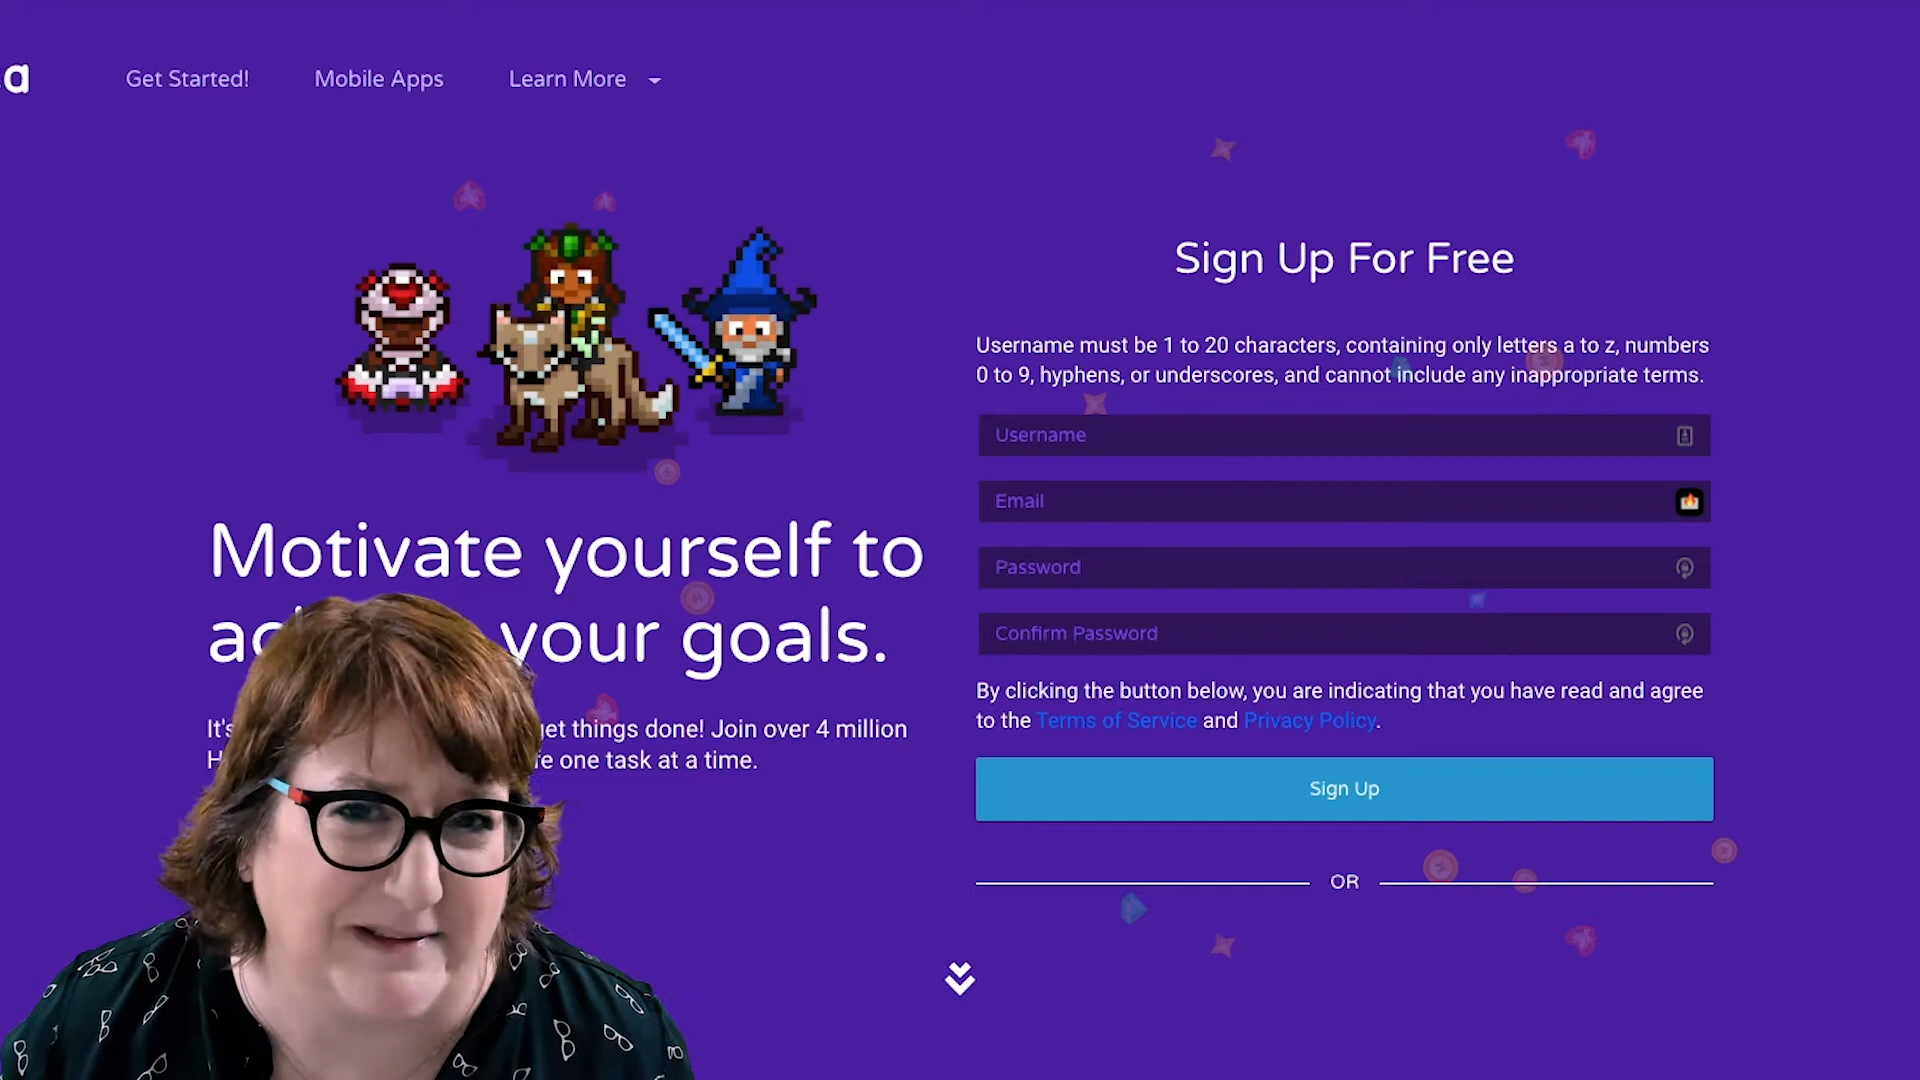 a
Get Started!
Mobile Apps
Learn More
Motivate yourself to
your goals.
It's get things done! Join over 4 million
one task at a time.
Sign Up For Free
Username must be 1 to 20 characters, containing only letters a to z, numbers
0 to 9, hyphens, or underscores, and cannot include any inappropriate terms.
Username
Email
Password
Confirm Password
By clicking the button below, you are indicating that you have read and agree
to the Terms of Service and Privacy Policy.
Sign Up
OR